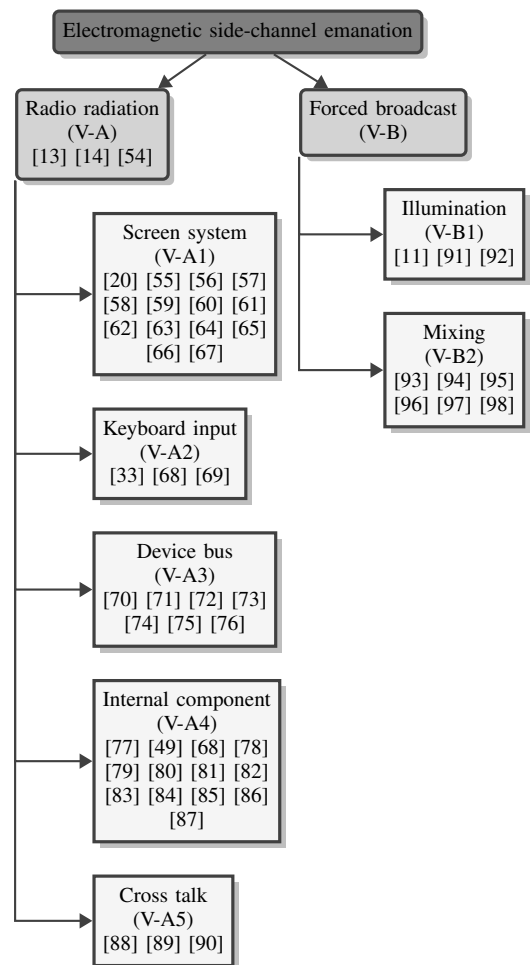 Electromagnetic side-channel emanation
Radio radiation
(V-A)
[13] [14] [54]
Forced broadcast
(V-B)
Screen system
(V-A1)
[20] [55] [56] [57]
[58] [59] [60] [61]
[62] [63] [64] [65]
[66] [67]
Keyboard input
(V-A2)
[33] [68] [69]
Device bus
(V-A3)
[70] [71] [72] [73]
[74] [75] [76]
Internal component
(V-A4)
[77] [49] [68] [78]
[79] [80] [81] [82]
[83] [84] [85] [86]
[87]
Cross talk
(V-A5)
[88] [89] [90]
Illumination
(V-B1)
[11] [91] [92]
Mixing
(V-B2)
[93] [94] [95]
[96] [97] [98]